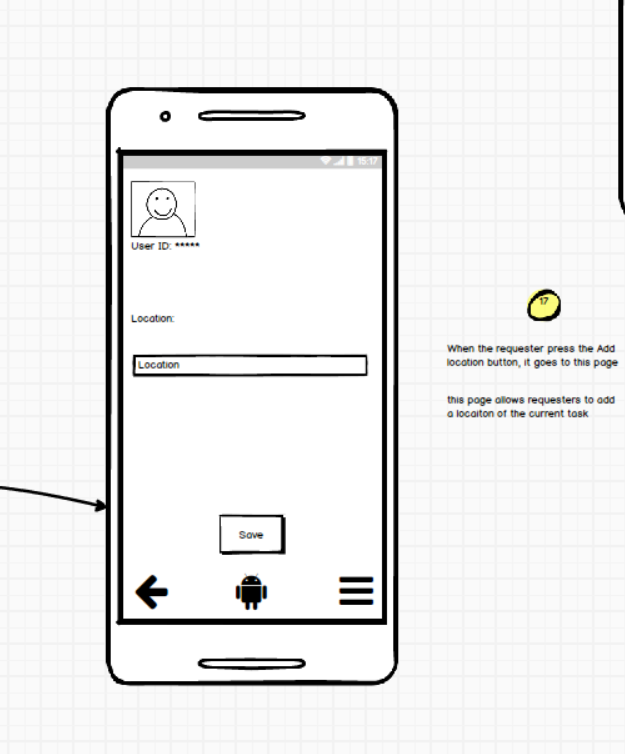 15:17
User ID: *****
Location:
Location
Save
17
When the requester press the Add
location button, it goes to this page
this page allows requesters to add
a locaiton of the current task